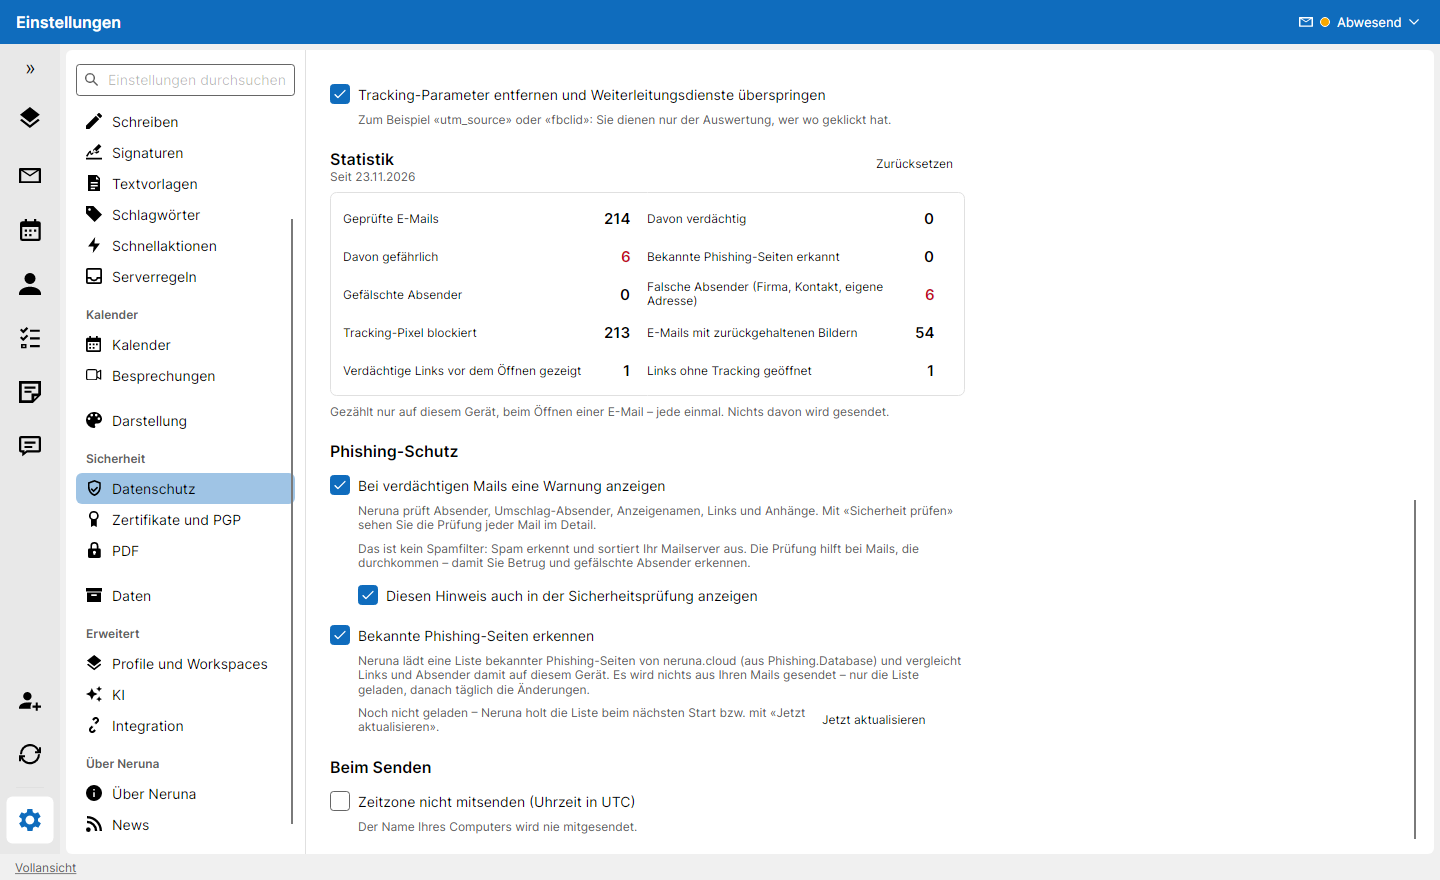 Einstellungen
Abwesend
»
Einstellungen durchsuchen
Schreiben
Signaturen
Textvorlagen
Schlagwörter
Schnellaktionen
Serverregeln
Kalender
Kalender
Besprechungen
Darstellung
Sicherheit
Datenschutz
Zertifikate und PGP
PDF
Daten
Erweitert
Profile und Workspaces
KI
Integration
Über Neruna
Über Neruna
News
Tracking-Parameter entfernen und Weiterleitungsdienste überspringen
Zum Beispiel «utm_source» oder «fbclid»: Sie dienen nur der Auswertung, wer wo geklickt hat.
Statistik
Seit 23.11.2026
Zurücksetzen
Geprüfte E-Mails 214 Davon verdächtig 0
Davon gefährlich 6 Bekannte Phishing-Seiten erkannt 0
Gefälschte Absender 0 Falsche Absender (Firma, Kontakt, eigene
Adresse) 6
Tracking-Pixel blockiert 213 E-Mails mit zurückgehaltenen Bildern 54
Verdächtige Links vor dem Öffnen gezeigt 1 Links ohne Tracking geöffnet 1
Gezählt nur auf diesem Gerät, beim Öffnen einer E-Mail – jede einmal. Nichts davon wird gesendet.
Phishing-Schutz
Bei verdächtigen Mails eine Warnung anzeigen
Neruna prüft Absender, Umschlag-Absender, Anzeigenamen, Links und Anhänge. Mit «Sicherheit prüfen»
sehen Sie die Prüfung jeder Mail im Detail.
Das ist kein Spamfilter: Spam erkennt und sortiert Ihr Mailserver aus. Die Prüfung hilft bei Mails, die
durchkommen – damit Sie Betrug und gefälschte Absender erkennen.
Diesen Hinweis auch in der Sicherheitsprüfung anzeigen
Bekannte Phishing-Seiten erkennen
Neruna lädt eine Liste bekannter Phishing-Seiten von neruna.cloud (aus Phishing.Database) und vergleicht
Links und Absender damit auf diesem Gerät. Es wird nichts aus Ihren Mails gesendet – nur die Liste
geladen, danach täglich die Änderungen.
Noch nicht geladen – Neruna holt die Liste beim nächsten Start bzw. mit «Jetzt
aktualisieren».
Jetzt aktualisieren
Beim Senden
Zeitzone nicht mitsenden (Uhrzeit in UTC)
Der Name Ihres Computers wird nie mitgesendet.
Vollansicht